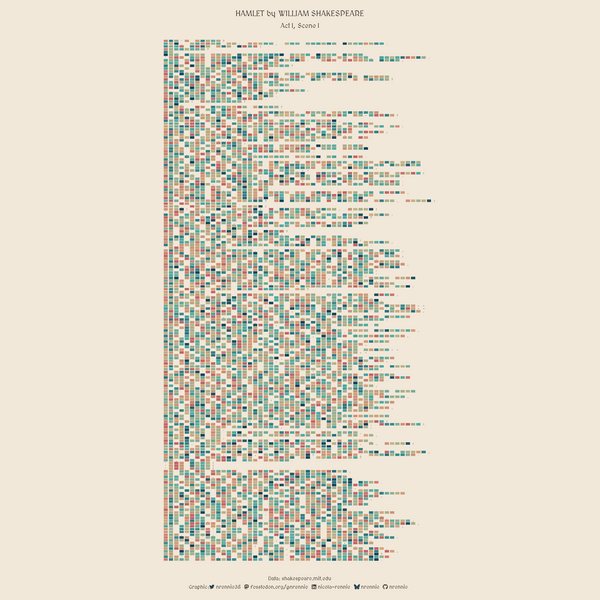 HAMLET by WILLIAM SHAKESPEARE
Act I, Scene I
Data: shakespeare.mit.edu
Graphic: nrennie35 fosstodon.org/@nrennie nicola-rennie nrennie nrennie